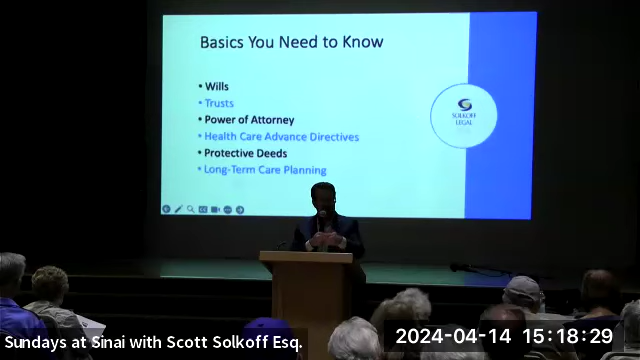 Basics You Need to Know
• Wills
• Trusts
• Power of Attorney
• Health Care Advance Directives
• Protective Deeds
• Long-Term Care Planning
SOLKOFF
LEGAL
Sundays at Sinai with Scott Solkoff Esq.
2024-04-14 15:18:29